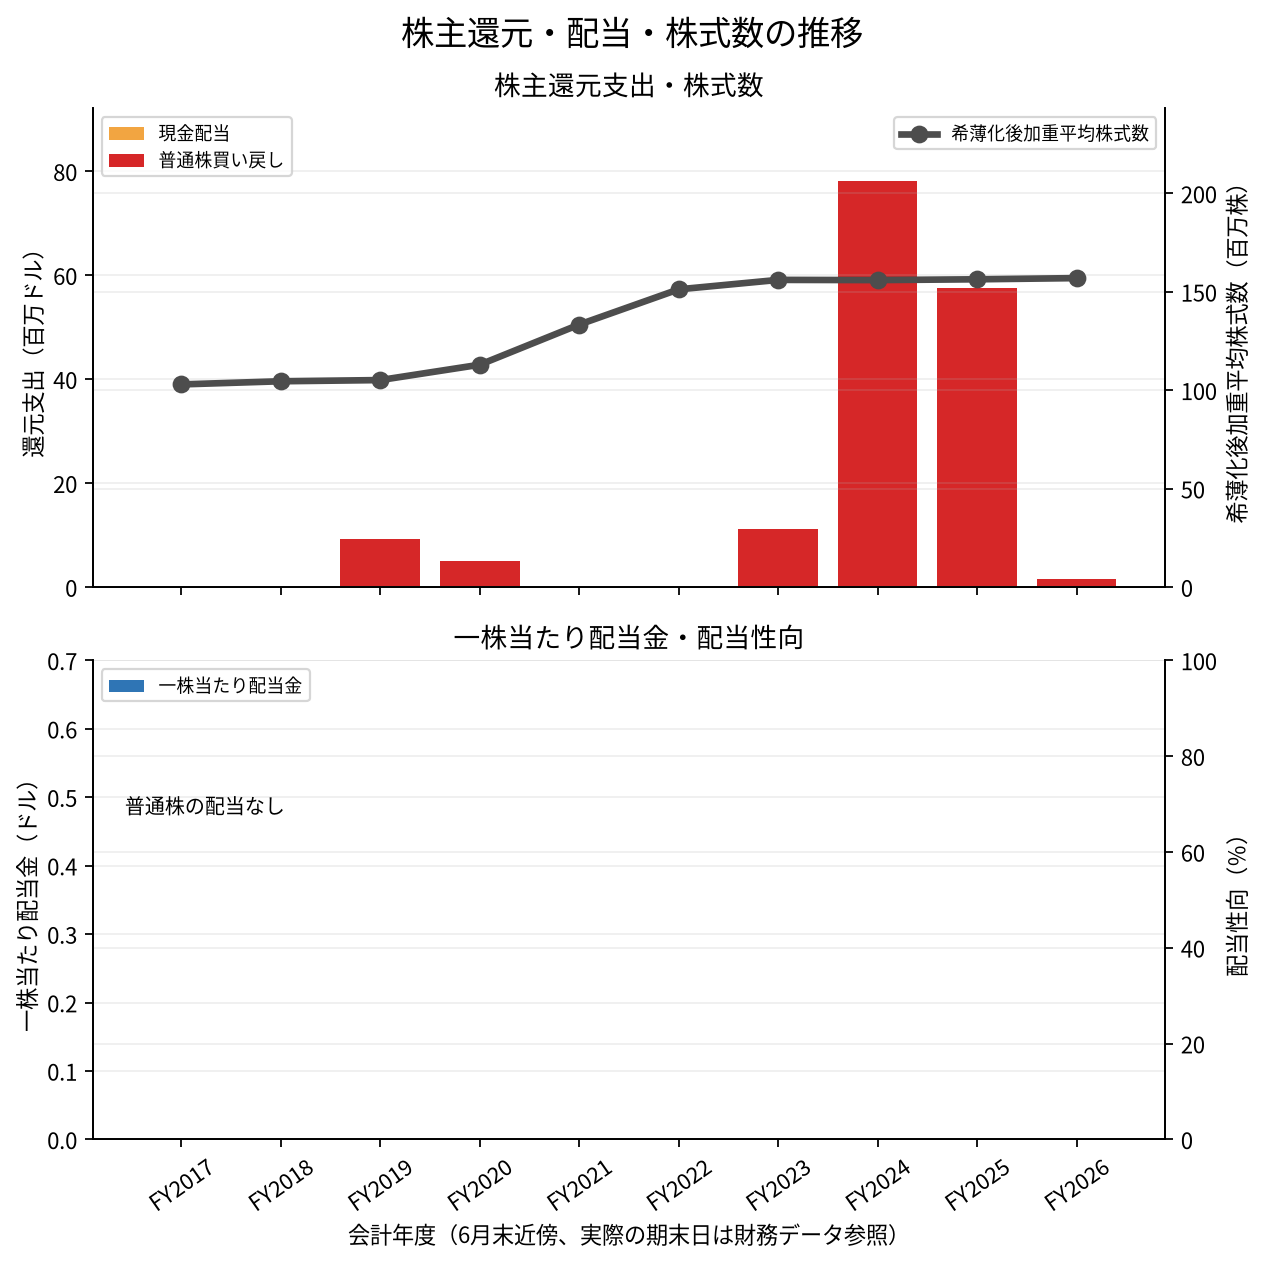 株主還元・配当・株式数の推移
株主還元支出・株式数
現金配当
普通株買い戻し
希薄化後加重平均株式数
還元支出（百万ドル）
80
60
40
20
0
希薄化後加重平均株式数（百万株）
200
150
100
50
0
一株当たり配当金・配当性向
一株当たり配当金
普通株の配当なし
一株当たり配当金（ドル）
0.7
0.6
0.5
0.4
0.3
0.2
0.1
0.0
配当性向（%）
100
80
60
40
20
0
FY2017
FY2018
FY2019
FY2020
FY2021
FY2022
FY2023
FY2024
FY2025
FY2026
会計年度（6月末近傍、実際の期末日は財務データ参照）